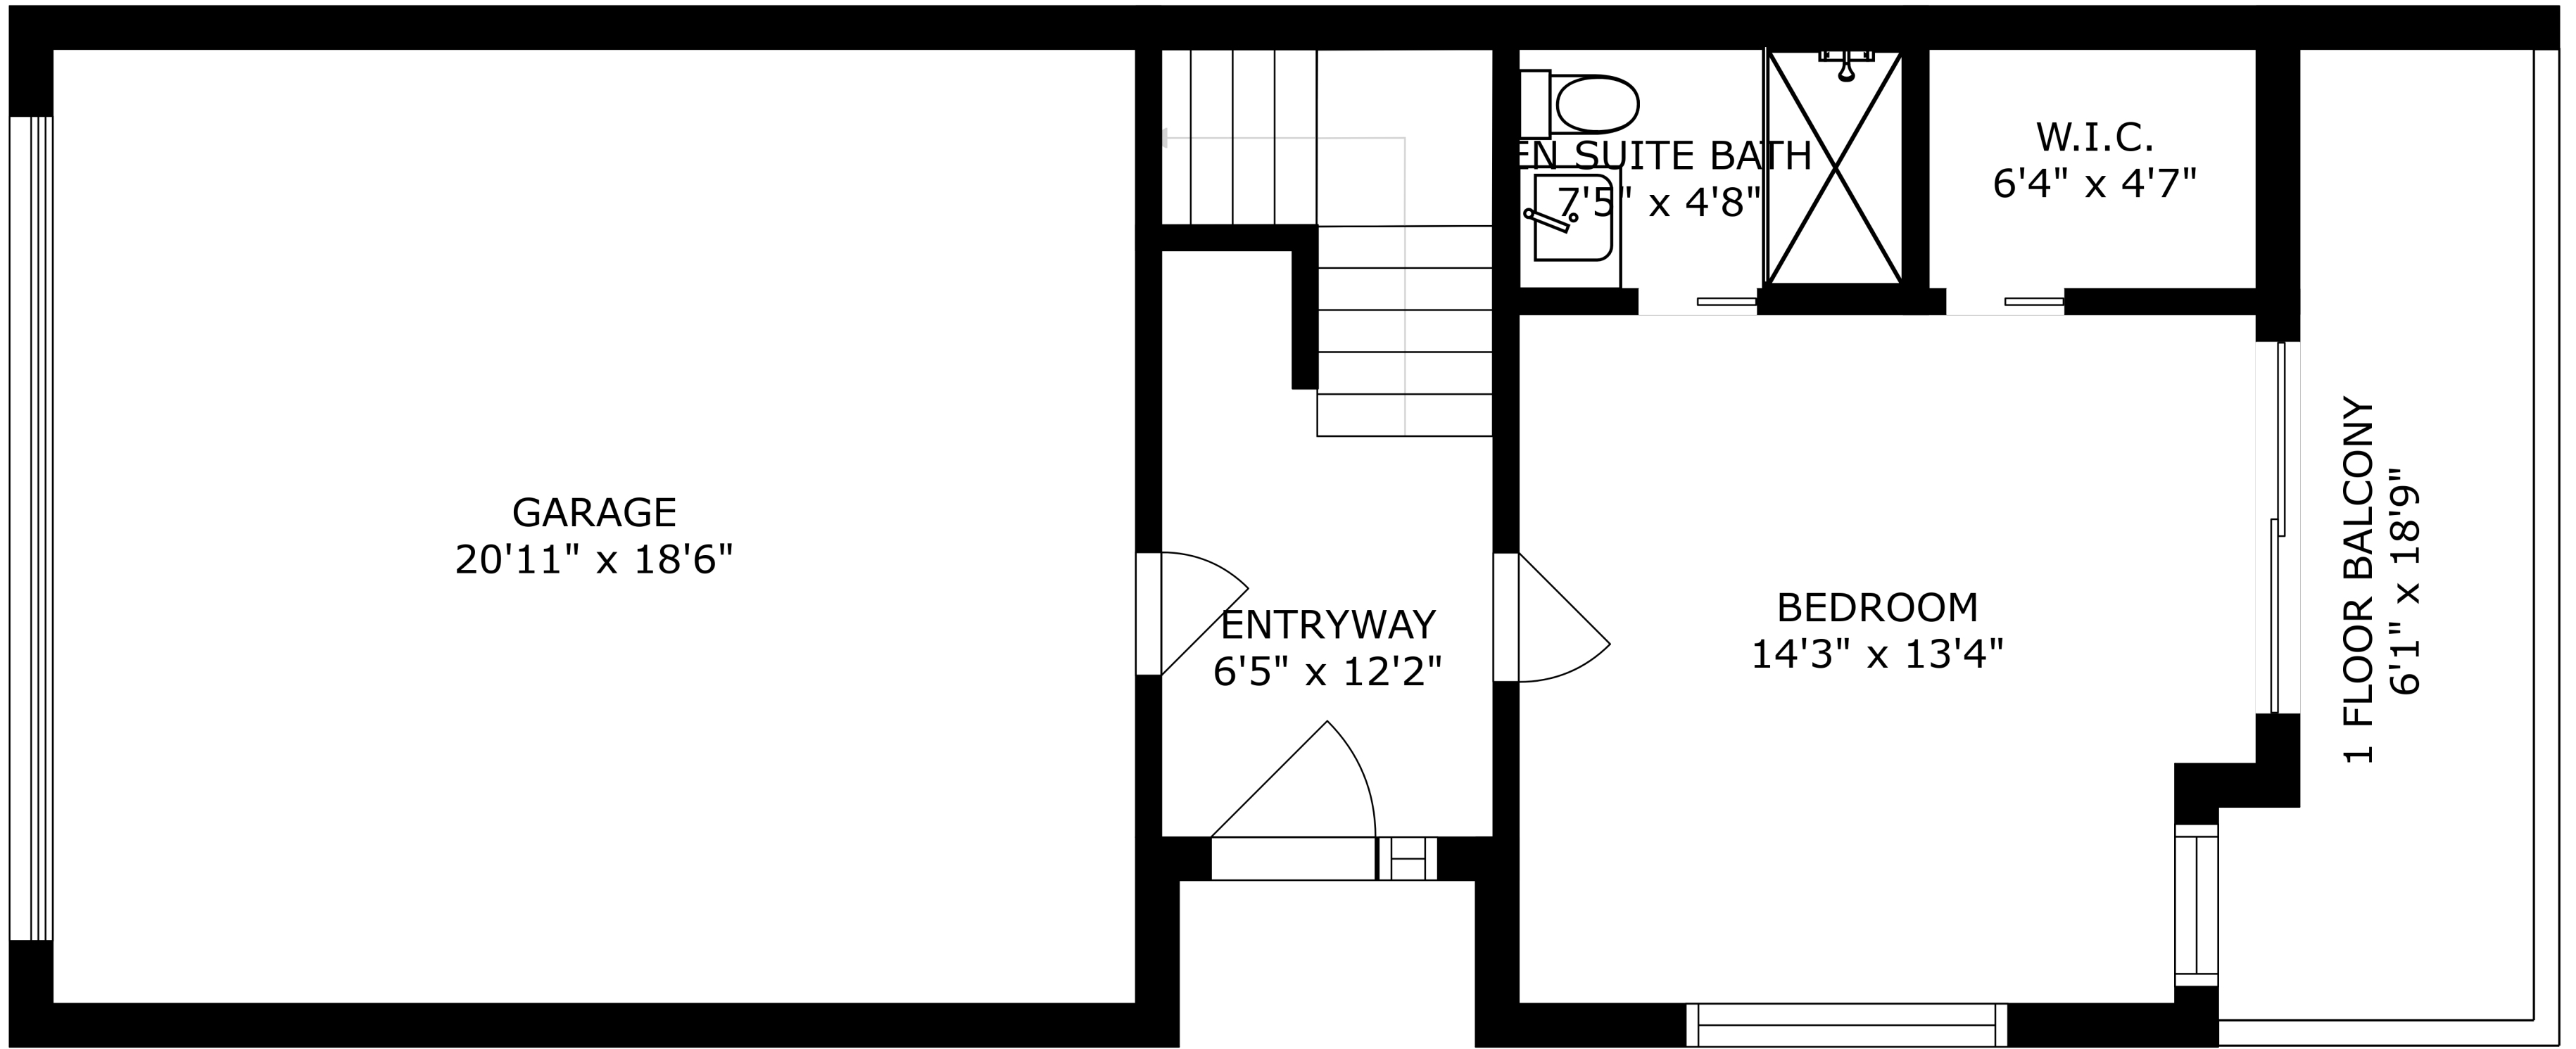 EN SUITE BATH
7'5" x 4'8"
W.I.C.
6'4" x 4'7"
GARAGE
20'11" x 18'6"
ENTRYWAY
6'5" x 12'2"
BEDROOM
14'3" x 13'4"
1 FLOOR BALCONY
6'1" x 18'9"